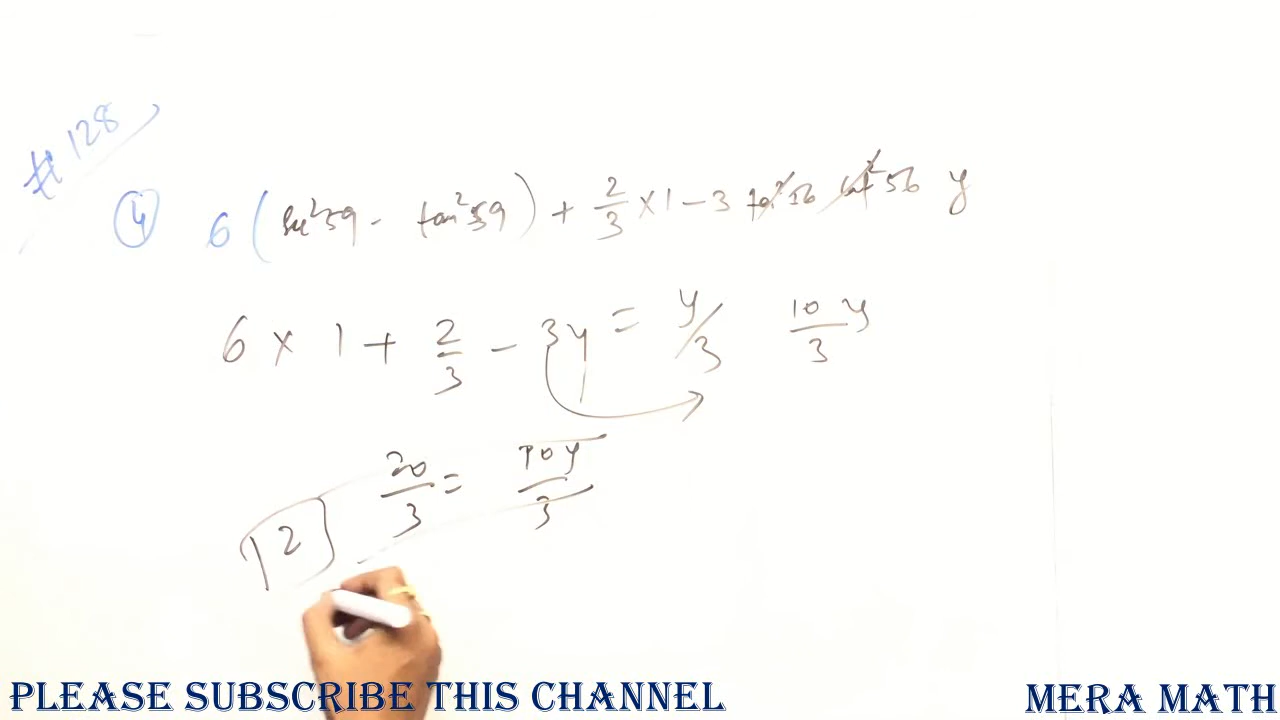 # 128
④ 6 ( sec²59 - tan²59 ) + 2/3 × 1 - 3 tan²56 cot²56 y
6 × 1 + 2/3 - 3y = y/3 10/3 y
20/3 = 10y/3
2
PLEASE SUBSCRIBE THIS CHANNEL
MERA MATH